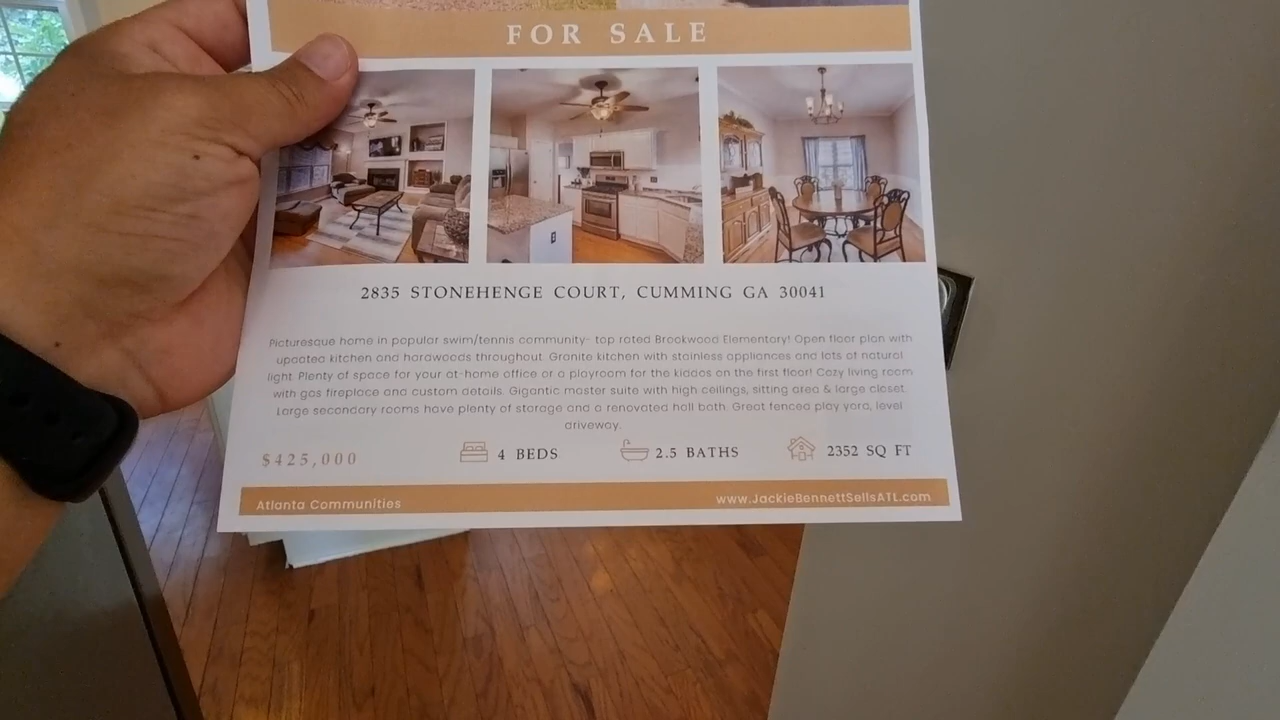 FOR SALE
2835 STONEHENGE COURT, CUMMING GA 30041
Picturesque home in popular swim/tennis community- top rated Brookwood Elementary! Open floor plan with
updated kitchen and hardwoods throughout. Granite kitchen with stainless appliances and lots of natural
light. Plenty of space for your at-home office or a playroom for the kiddos on the first floor! Cozy living room
with gas fireplace and custom details. Gigantic master suite with high ceilings, sitting area & large closet.
Large secondary rooms have plenty of storage and a renovated hall bath. Great fenced play yard, level
driveway.
$425,000
4 BEDS
2.5 BATHS
2352 SQ FT
Atlanta Communities
www.JackieBennettSellsATL.com